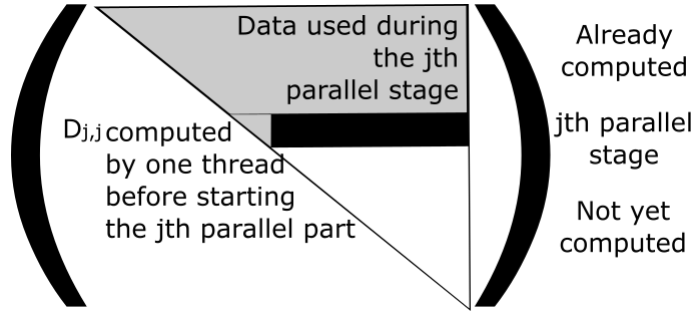 Data used during
the jth
parallel stage
Dj,j computed
by one thread
before starting
the jth parallel part
Already
computed
jth parallel
stage
Not yet
computed